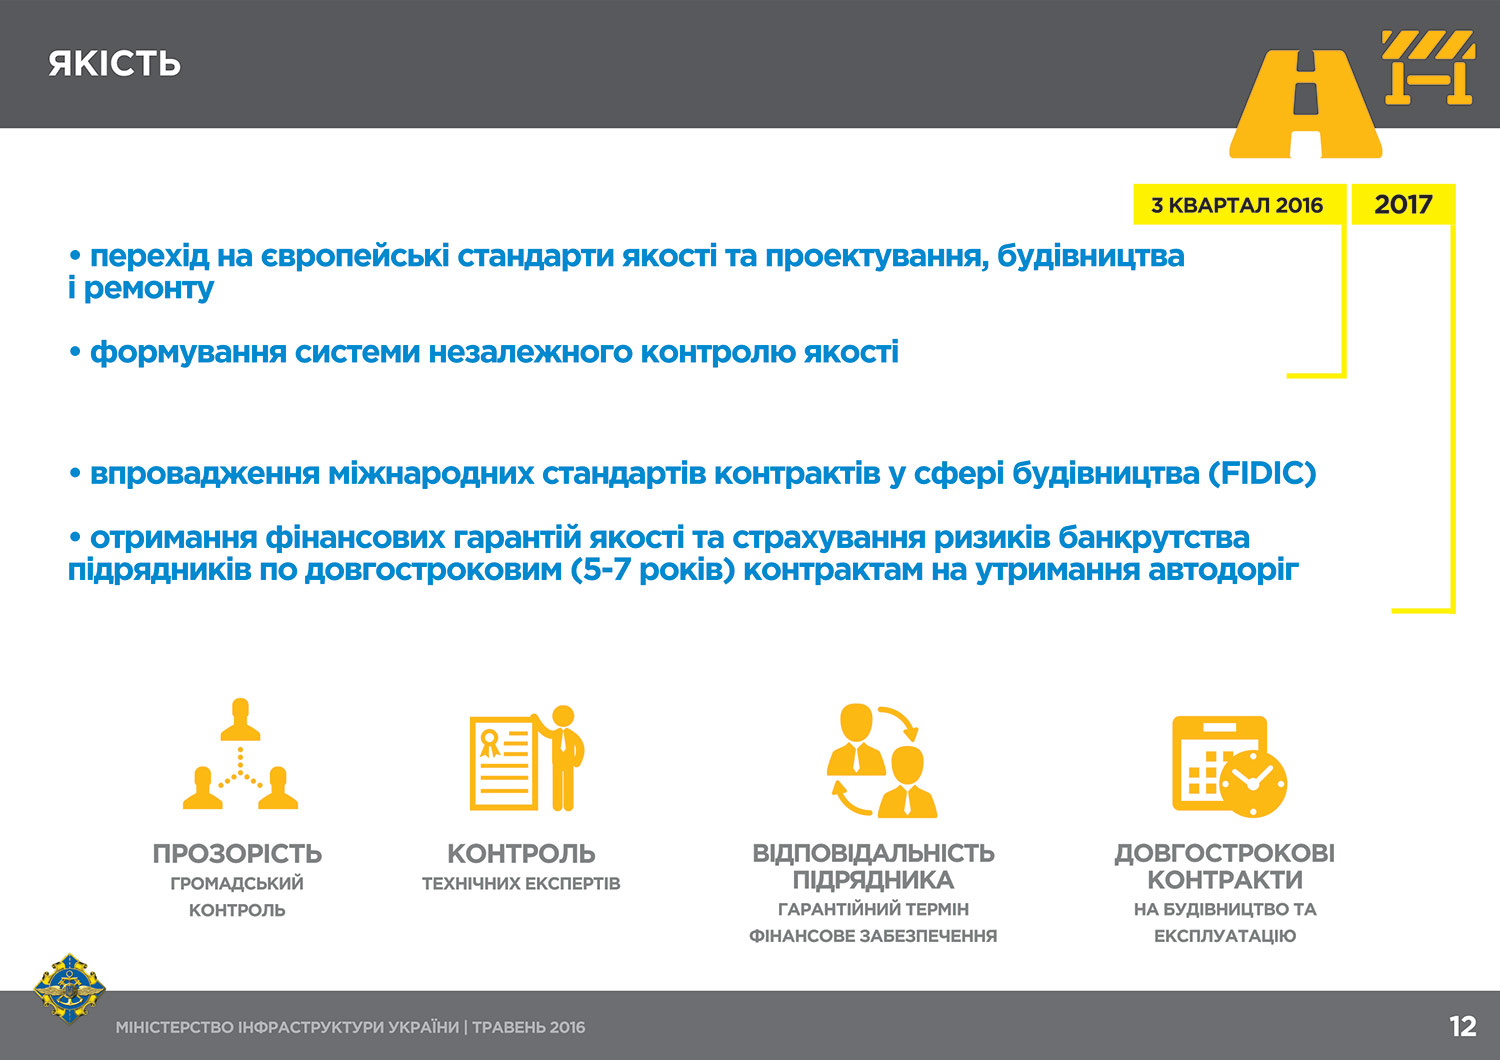 ЯКІСТЬ
3 КВАРТАЛ 2016
2017
• перехід на європейські стандарти якості та проектування, будівництва
і ремонту
• формування системи незалежного контролю якості
• впровадження міжнародних стандартів контрактів у сфері будівництва (FIDIC)
• отримання фінансових гарантій якості та страхування ризиків банкрутства
підрядників по довгостроковим (5-7 років) контрактам на утримання автодоріг
ПРОЗОРІСТЬ
ГРОМАДСЬКИЙ
КОНТРОЛЬ
КОНТРОЛЬ
ТЕХНІЧНИХ ЕКСПЕРТІВ
ВІДПОВІДАЛЬНІСТЬ
ПІДРЯДНИКА
ГАРАНТІЙНИЙ ТЕРМІН
ФІНАНСОВЕ ЗАБЕЗПЕЧЕННЯ
ДОВГОСТРОКОВІ
КОНТРАКТИ
НА БУДІВНИЦТВО ТА
ЕКСПЛУАТАЦІЮ
МІНІСТЕРСТВО ІНФРАСТРУКТУРИ УКРАЇНИ | ТРАВЕНЬ 2016
12